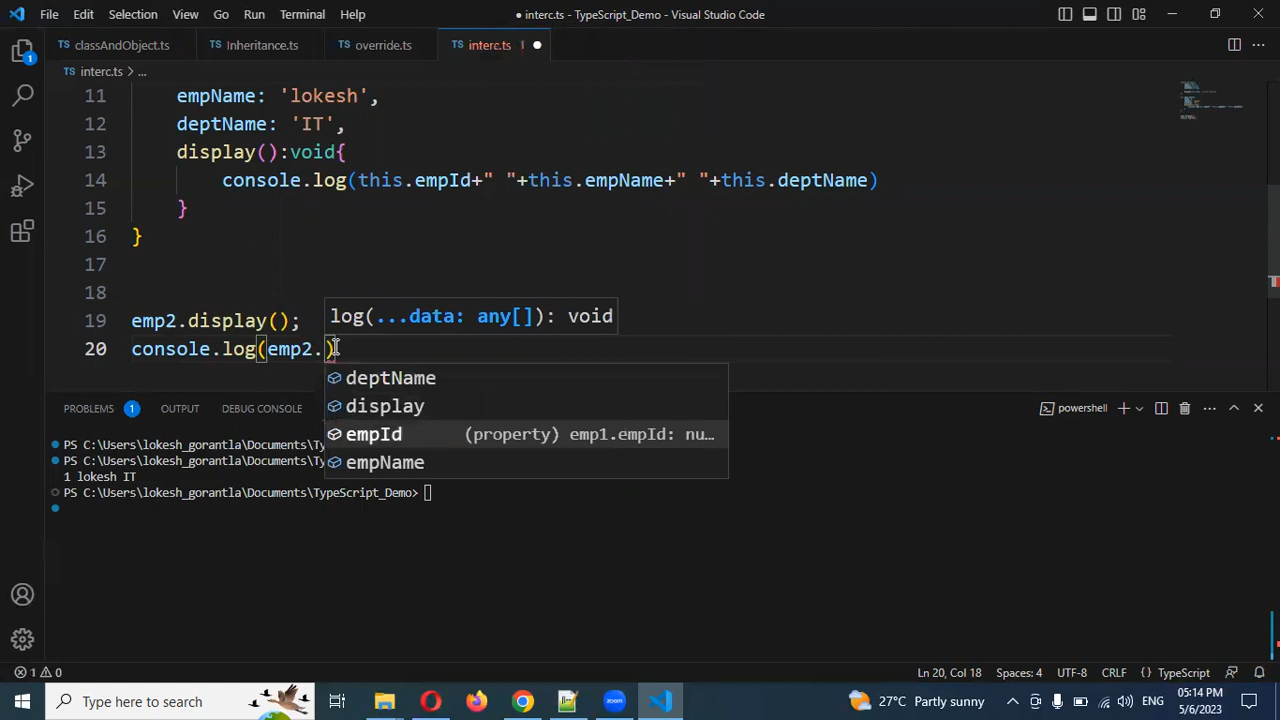 File Edit Selection View Go Run Terminal Help
● interc.ts - TypeScript_Demo - Visual Studio Code
TS classAndObject.ts TS Inheritance.ts TS override.ts TS interc.ts 1 ●
TS interc.ts > ...
1
11 empName: 'lokesh',
12 deptName: 'IT',
13 display():void{
14 console.log(this.empId+" "+this.empName+" "+this.deptName)
15 }
16 }
17
18
log(...data: any[]): void
19 emp2.display();
20 console.log(emp2.)
deptName
display
empId (property) emp1.empId: nu…
empName
PROBLEMS 1 OUTPUT DEBUG CONSOLE powershell
PS C:\Users\lokesh_gorantla\Documents\T
PS C:\Users\lokesh_gorantla\Documents\T
1 lokesh IT
PS C:\Users\lokesh_gorantla\Documents\TypeScript_Demo>
1 0 Ln 20, Col 18 Spaces: 4 UTF-8 CRLF {} TypeScript
Type here to search
zoom
27°C Partly sunny
ENG
05:14 PM
5/6/2023